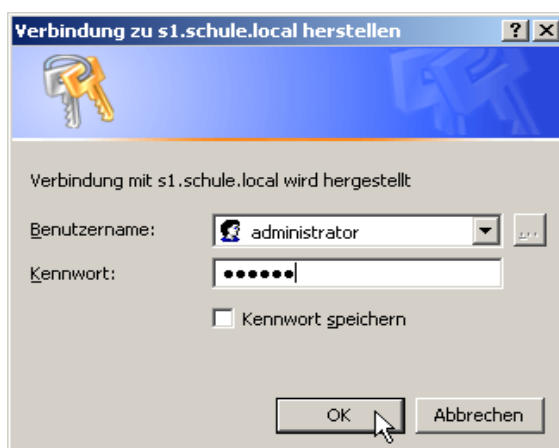 Verbindung zu s1.schule.local herstellen
Verbindung mit s1.schule.local wird hergestellt
Benutzername: administrator ...
Kennwort: ●●●●●●
Kennwort speichern
OK Abbrechen